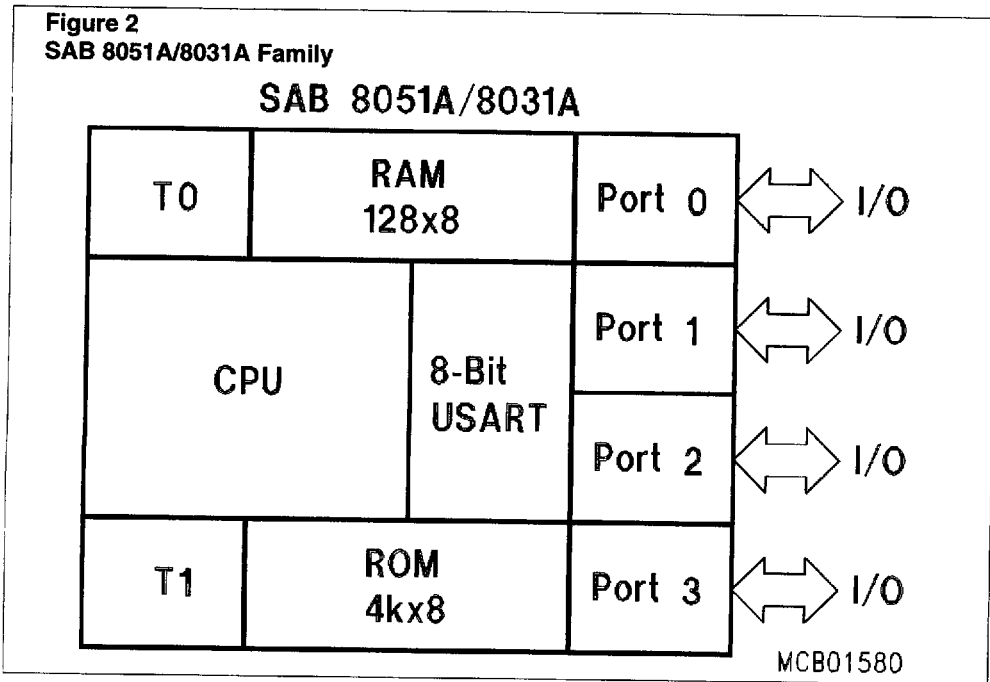 Figure 2
SAB 8051A/8031A Family
SAB 8051A/8031A
T0
RAM
128x8
Port 0
I/O
Port 1
I/O
CPU
8-Bit
USART
Port 2
I/O
T1
ROM
4kx8
Port 3
I/O
MCB01580